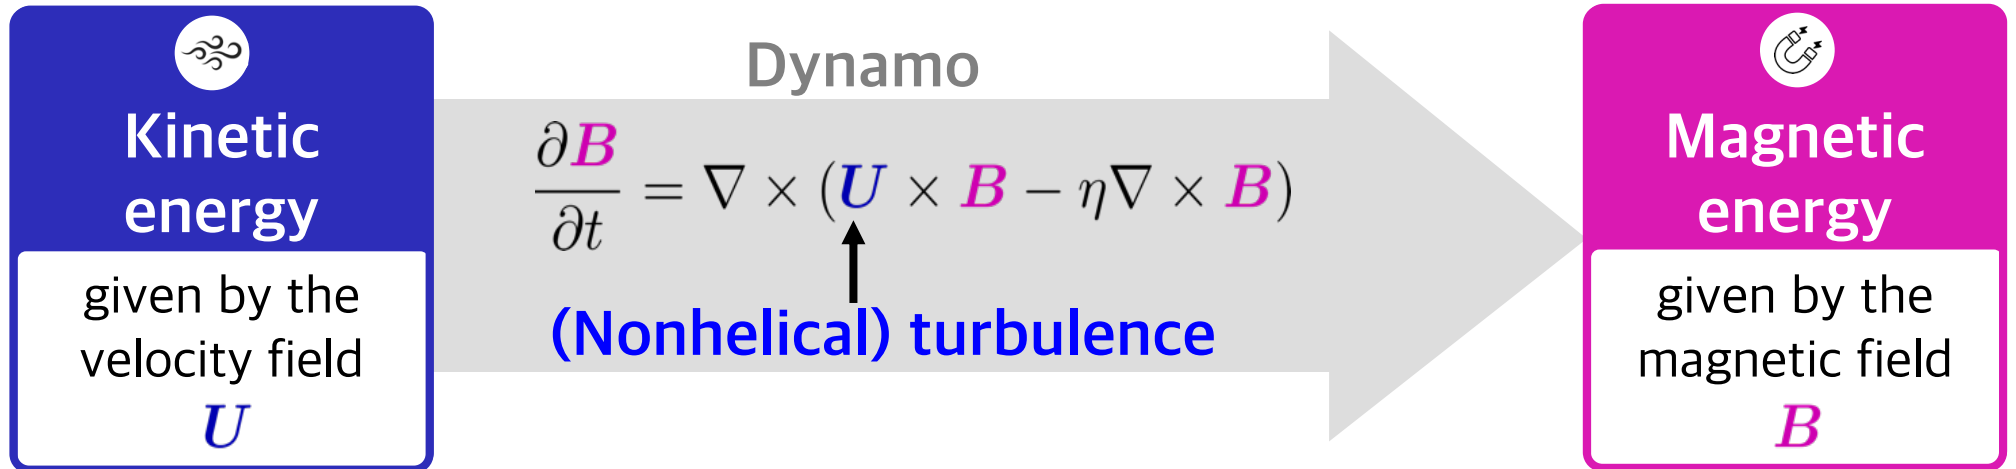 Kinetic
energy
given by the
velocity field
U
Dynamo
∂B/∂t = ∇ × (U × B − η∇ × B)
(Nonhelical) turbulence
Magnetic
energy
given by the
magnetic field
B